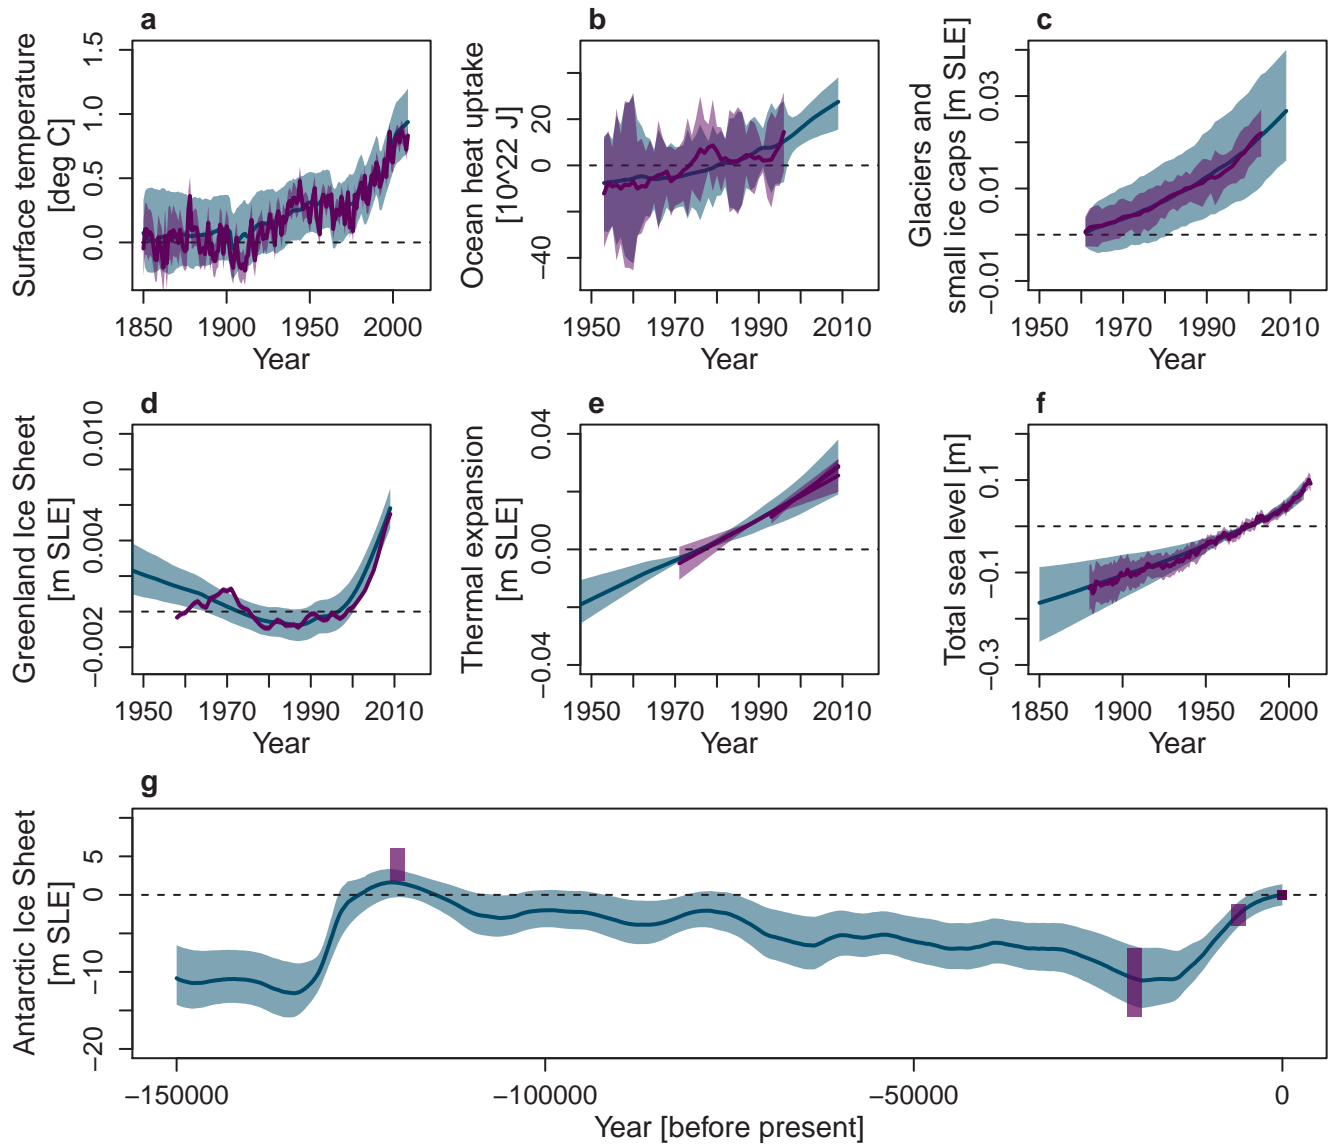 a
Surface temperature
[deg C]
1.5
1.0
0.5
0.0
1850 1900 1950 2000
Year
b
Ocean heat uptake
[10^22 J]
20
0
−40
1950 1970 1990 2010
Year
c
Glaciers and
small ice caps [m SLE]
0.03
0.01
−0.01
1950 1970 1990 2010
Year
d
Greenland Ice Sheet
[m SLE]
0.010
0.004
−0.002
1950 1970 1990 2010
Year
e
Thermal expansion
[m SLE]
0.04
0.00
−0.04
1950 1970 1990 2010
Year
f
Total sea level [m]
0.1
−0.1
−0.3
1850 1900 1950 2000
Year
g
Antarctic Ice Sheet
[m SLE]
5
0
−10
−20
−150000 −100000 −50000 0
Year [before present]